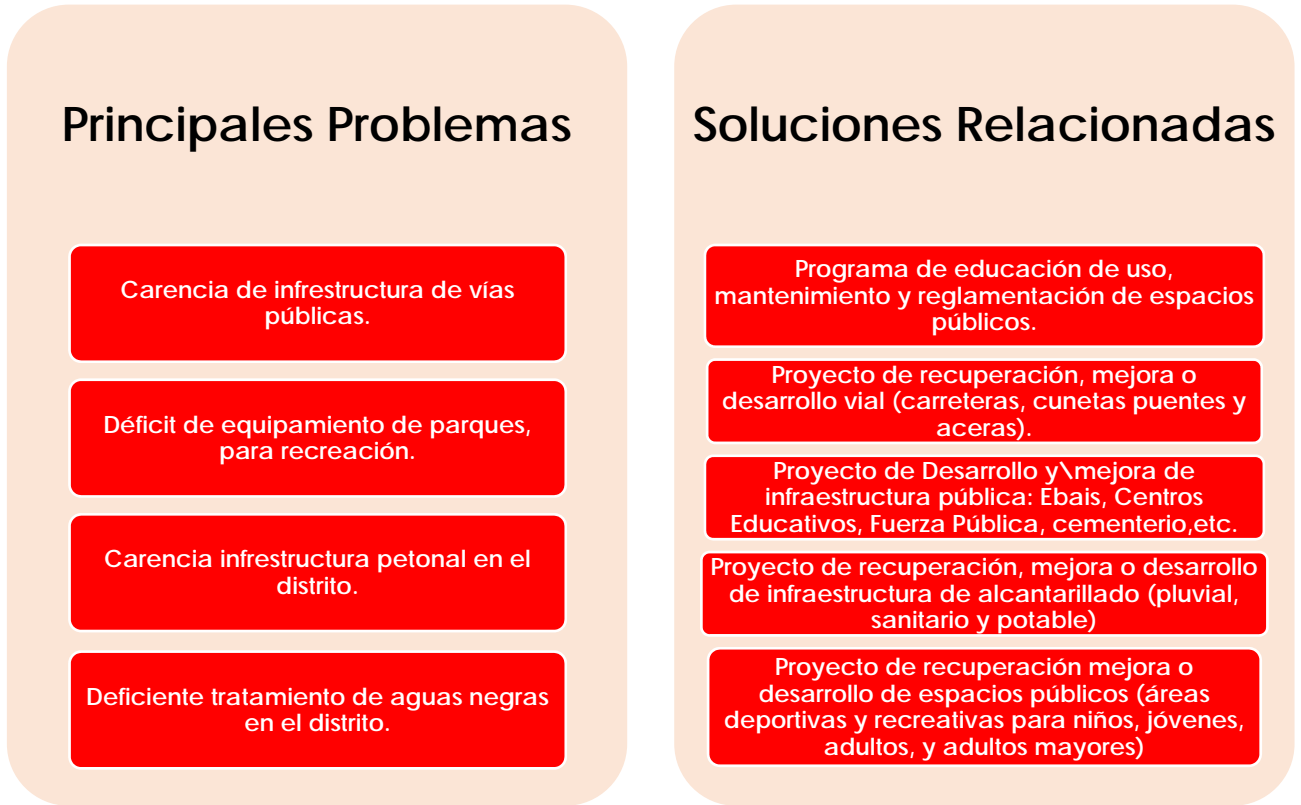 Principales Problemas
Carencia de infrestructura de vías
públicas.
Déficit de equipamiento de parques,
para recreación.
Carencia infrestructura petonal en el
distrito.
Deficiente tratamiento de aguas negras
en el distrito.
Soluciones Relacionadas
Programa de educación de uso,
mantenimiento y reglamentación de espacios
públicos.
Proyecto de recuperación, mejora o
desarrollo vial (carreteras, cunetas puentes y
aceras).
Proyecto de Desarrollo y\mejora de
infraestructura pública: Ebais, Centros
Educativos, Fuerza Pública, cementerio,etc.
Proyecto de recuperación, mejora o desarrollo
de infraestructura de alcantarillado (pluvial,
sanitario y potable)
Proyecto de recuperación mejora o
desarrollo de espacios públicos (áreas
deportivas y recreativas para niños, jóvenes,
adultos, y adultos mayores)